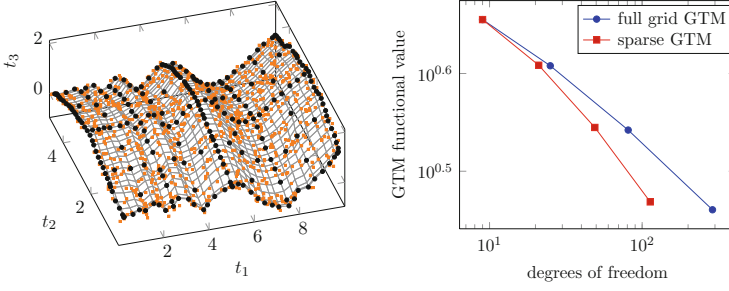 2
0
t₃
4
2
t₂
2
4
6
8
t₁
full grid GTM
sparse GTM
GTM functional value
10^0.6
10^0.5
10^1
10^2
degrees of freedom